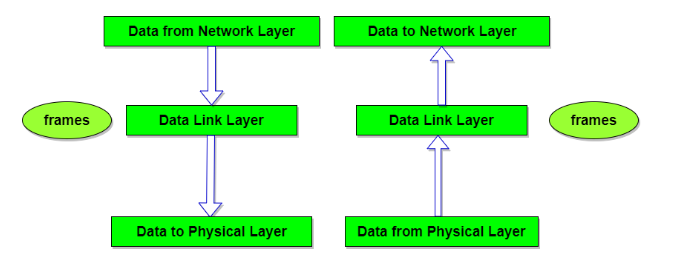 Data from Network Layer
Data to Network Layer
frames
Data Link Layer
Data Link Layer
frames
Data to Physical Layer
Data from Physical Layer